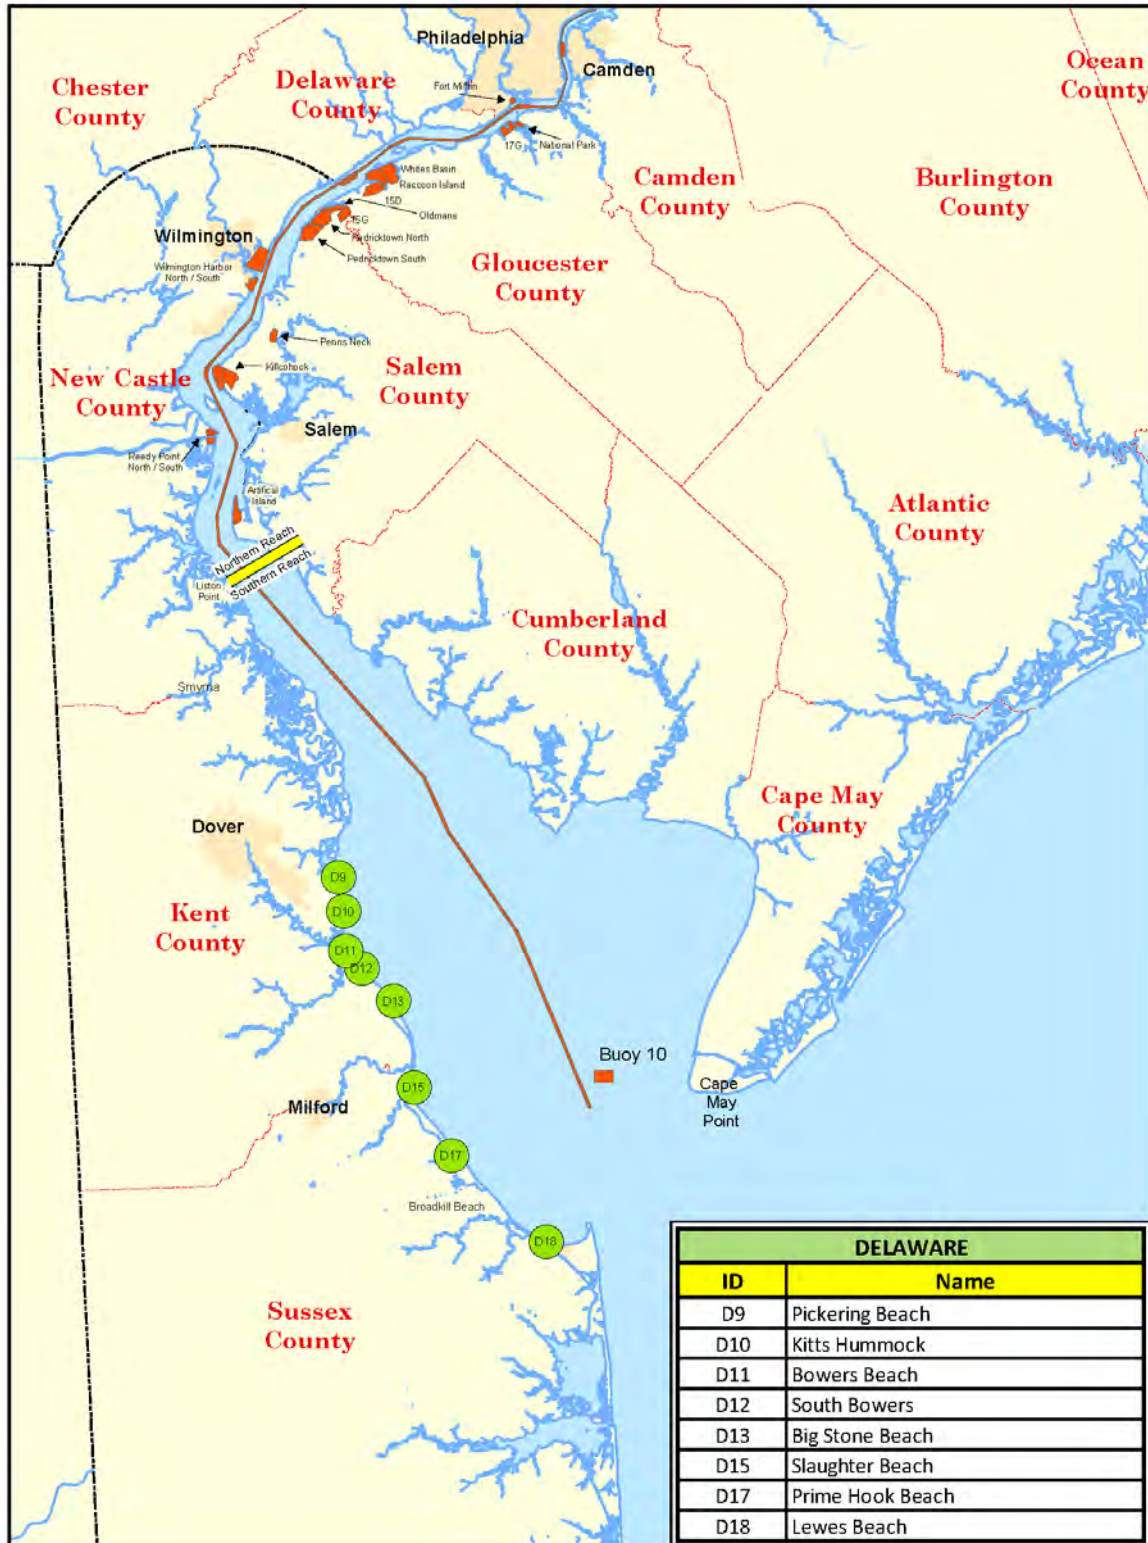 Philadelphia
Camden
Fort Mifflin
Ocean
County
Chester
County
Delaware
County
17G
National Park
Camden
County
Burlington
County
Whites Basin
Raccoon Island
15D
Oldmans
15G
Pedricktown North
Pedricktown South
Wilmington
Wilmington Harbor
North / South
Gloucester
County
Penns Neck
Killcohook
New Castle
County
Salem
County
Salem
Reedy Point
North / South
Artifical
Island
Atlantic
County
Northern Reach
Southern Reach
Liston
Point
Cumberland
County
Smyrna
Cape May
County
Dover
D9
D10
Kent
County
D11
D12
D13
Buoy 10
Cape
May
Point
D15
Milford
D17
Broadkill Beach
D18
Sussex
County
DELAWARE
ID Name
D9 Pickering Beach
D10 Kitts Hummock
D11 Bowers Beach
D12 South Bowers
D13 Big Stone Beach
D15 Slaughter Beach
D17 Prime Hook Beach
D18 Lewes Beach